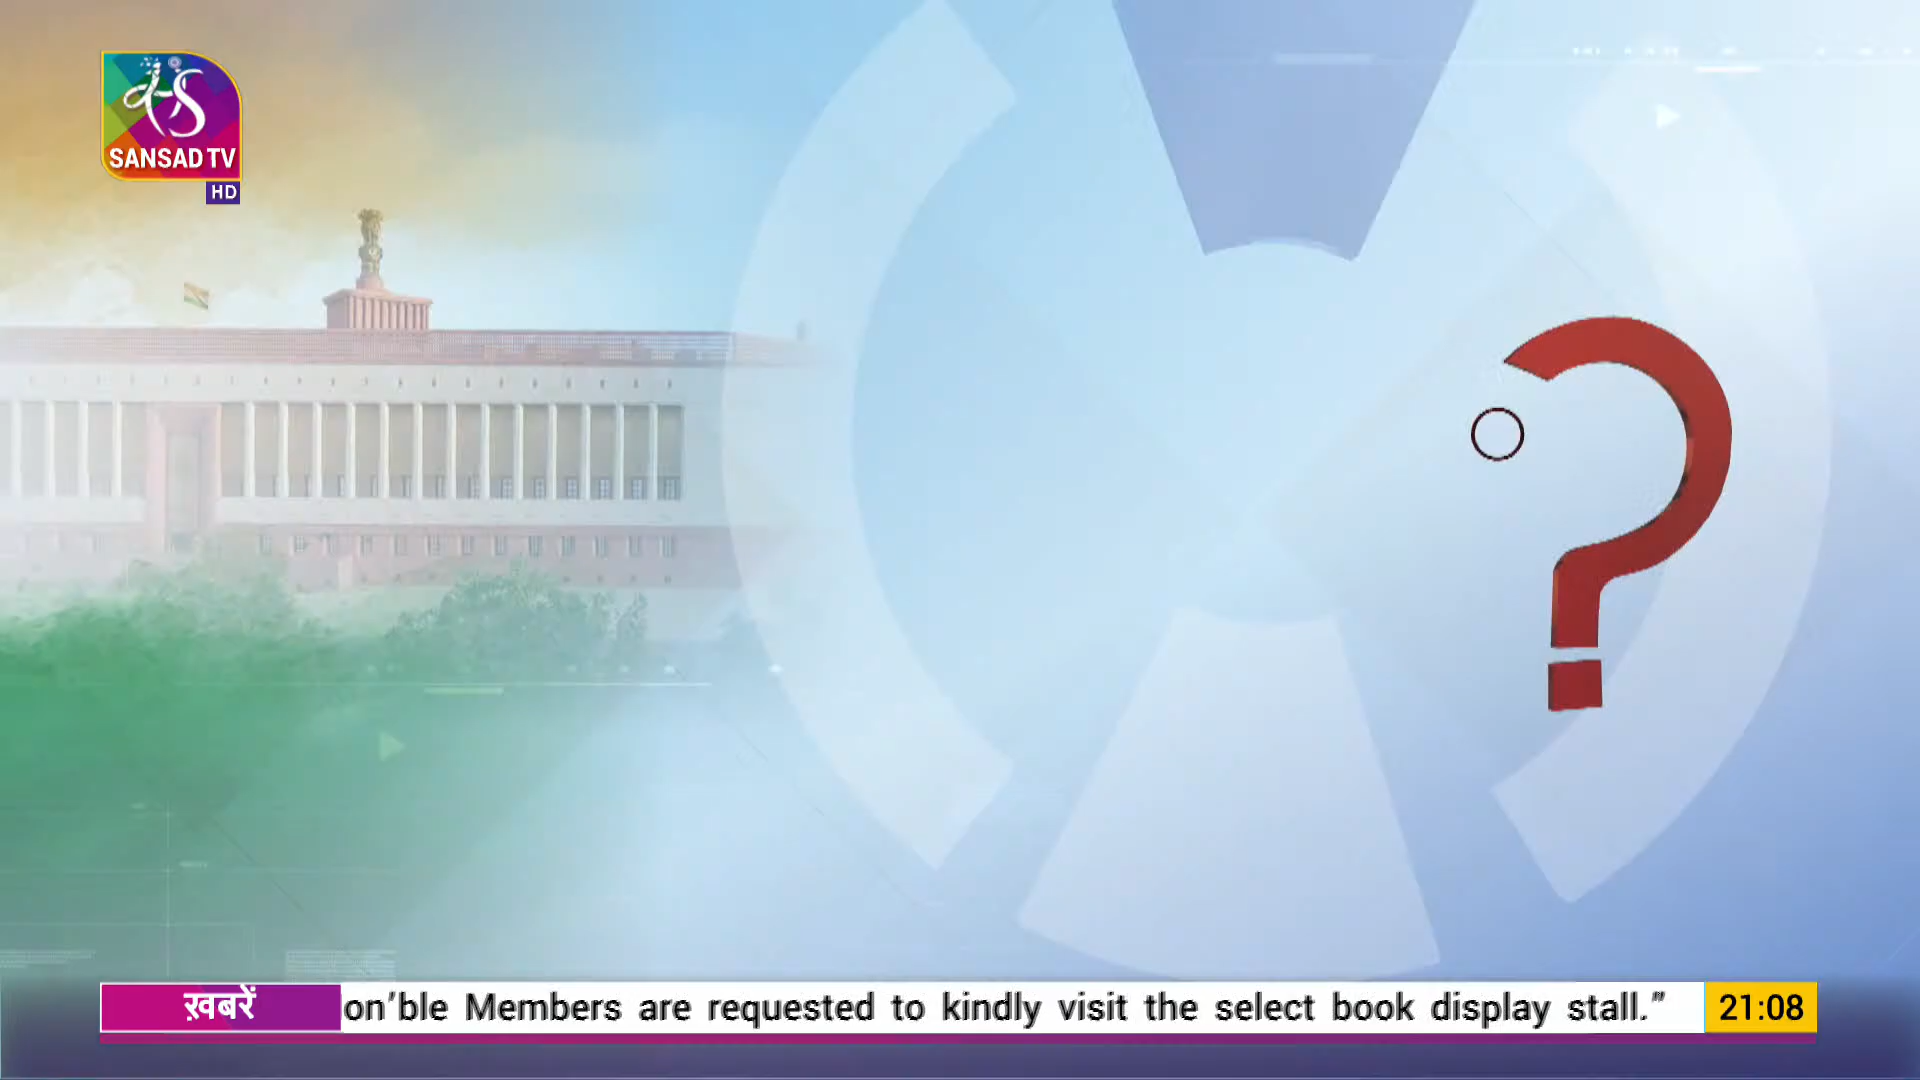 SANSAD TV
HD
?
ख़बरें
on’ble Members are requested to kindly visit the select book display stall.”
21:08